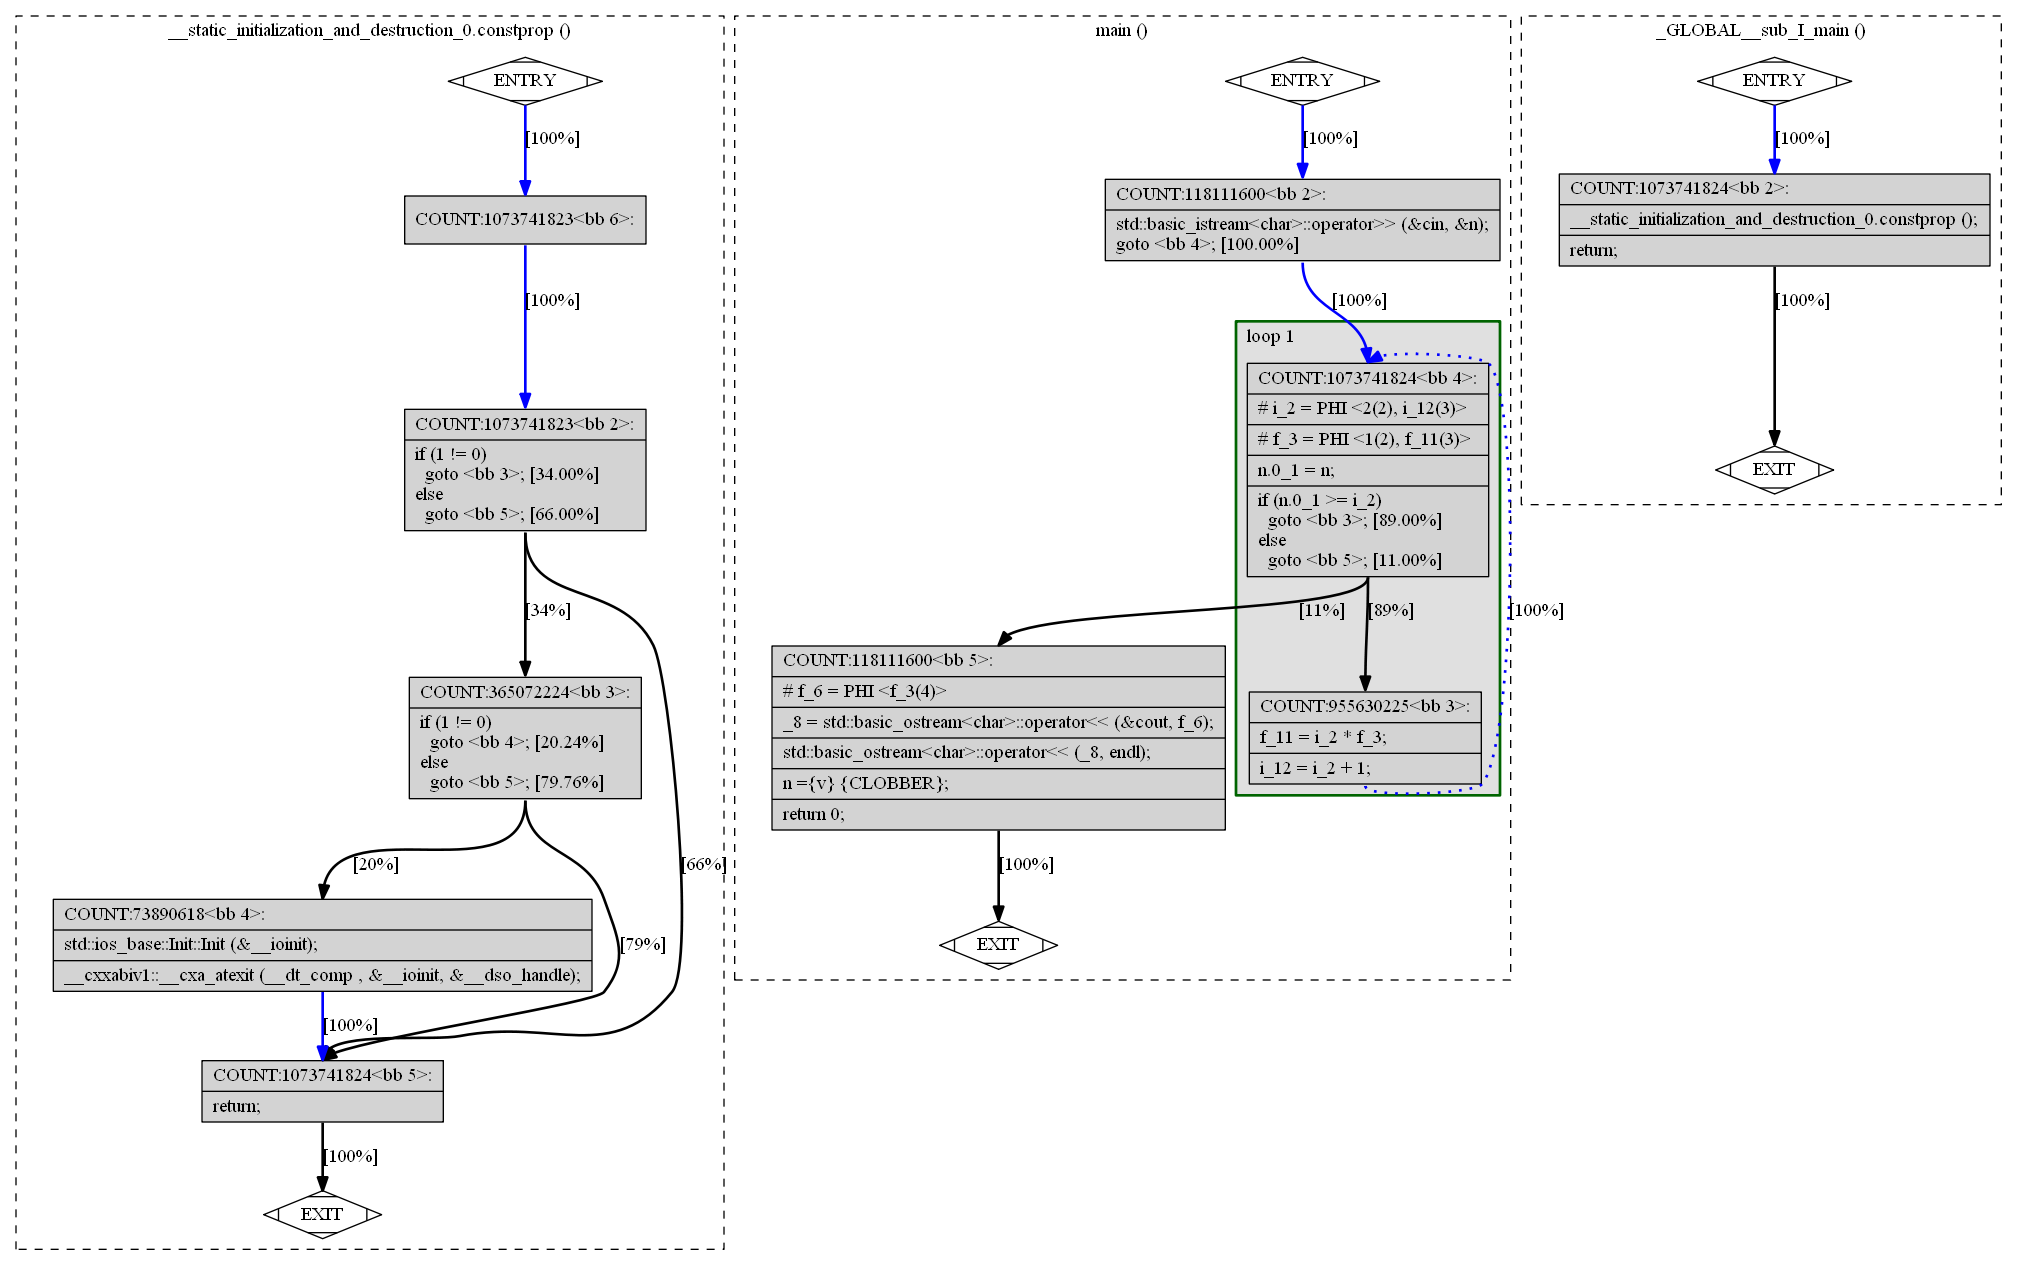 __static_initialization_and_destruction_0.constprop ()
ENTRY
[100%]
COUNT:1073741823<bb 6>:
[100%]
COUNT:1073741823<bb 2>:
if (1 != 0)
goto <bb 3>; [34.00%]
else
goto <bb 5>; [66.00%]
[34%]
COUNT:365072224<bb 3>:
if (1 != 0)
goto <bb 4>; [20.24%]
else
goto <bb 5>; [79.76%]
[20%]
[66%]
COUNT:73890618<bb 4>:
std::ios_base::Init::Init (&__ioinit);
__cxxabiv1::__cxa_atexit (__dt_comp , &__ioinit, &__dso_handle);
[79%]
[100%]
COUNT:1073741824<bb 5>:
return;
[100%]
EXIT
main ()
ENTRY
[100%]
COUNT:118111600<bb 2>:
std::basic_istream<char>::operator>> (&cin, &n);
goto <bb 4>; [100.00%]
[100%]
loop 1
COUNT:1073741824<bb 4>:
# i_2 = PHI <2(2), i_12(3)>
# f_3 = PHI <1(2), f_11(3)>
n.0_1 = n;
if (n.0_1 >= i_2)
goto <bb 3>; [89.00%]
else
goto <bb 5>; [11.00%]
[11%]
[89%]
[100%]
COUNT:118111600<bb 5>:
# f_6 = PHI <f_3(4)>
_8 = std::basic_ostream<char>::operator<< (&cout, f_6);
std::basic_ostream<char>::operator<< (_8, endl);
n ={v} {CLOBBER};
return 0;
COUNT:955630225<bb 3>:
f_11 = i_2 * f_3;
i_12 = i_2 + 1;
[100%]
EXIT
_GLOBAL__sub_I_main ()
ENTRY
[100%]
COUNT:1073741824<bb 2>:
__static_initialization_and_destruction_0.constprop ();
return;
[100%]
EXIT